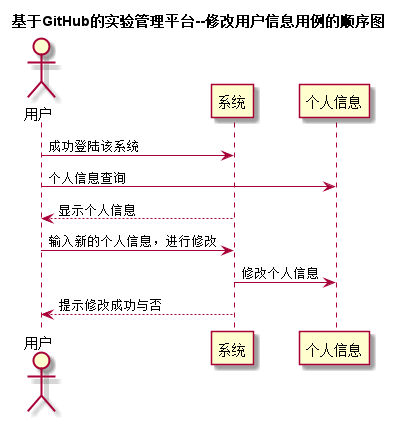 基于GitHub的实验管理平台--修改用户信息用例的顺序图
用户
系统
个人信息
成功登陆该系统
个人信息查询
显示个人信息
输入新的个人信息，进行修改
修改个人信息
提示修改成功与否
用户
系统
个人信息